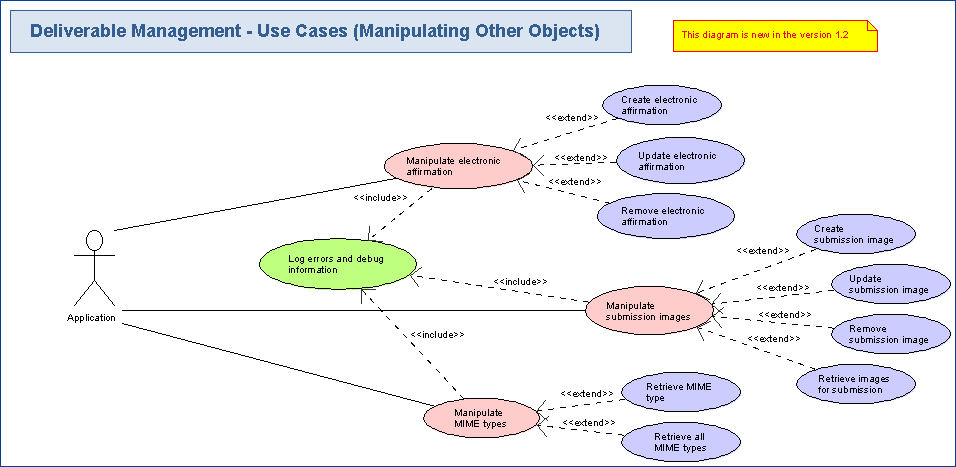 Deliverable Management - Use Cases (Manipulating Other Objects)
This diagram is new in the version 1.2
Create electronic
affirmation
<<extend>>
Manipulate electronic
affirmation
<<extend>>
Update electronic
affirmation
<<extend>>
<<include>>
Remove electronic
affirmation
Create
submission image
<<extend>>
Log errors and debug
information
<<include>>
Update
submission image
<<extend>>
Manipulate
submission images
Application
<<extend>>
Remove
submission image
<<include>>
<<extend>>
Retrieve images
for submission
Retrieve MIME
type
<<extend>>
Manipulate
MIME types
<<extend>>
Retrieve all
MIME types